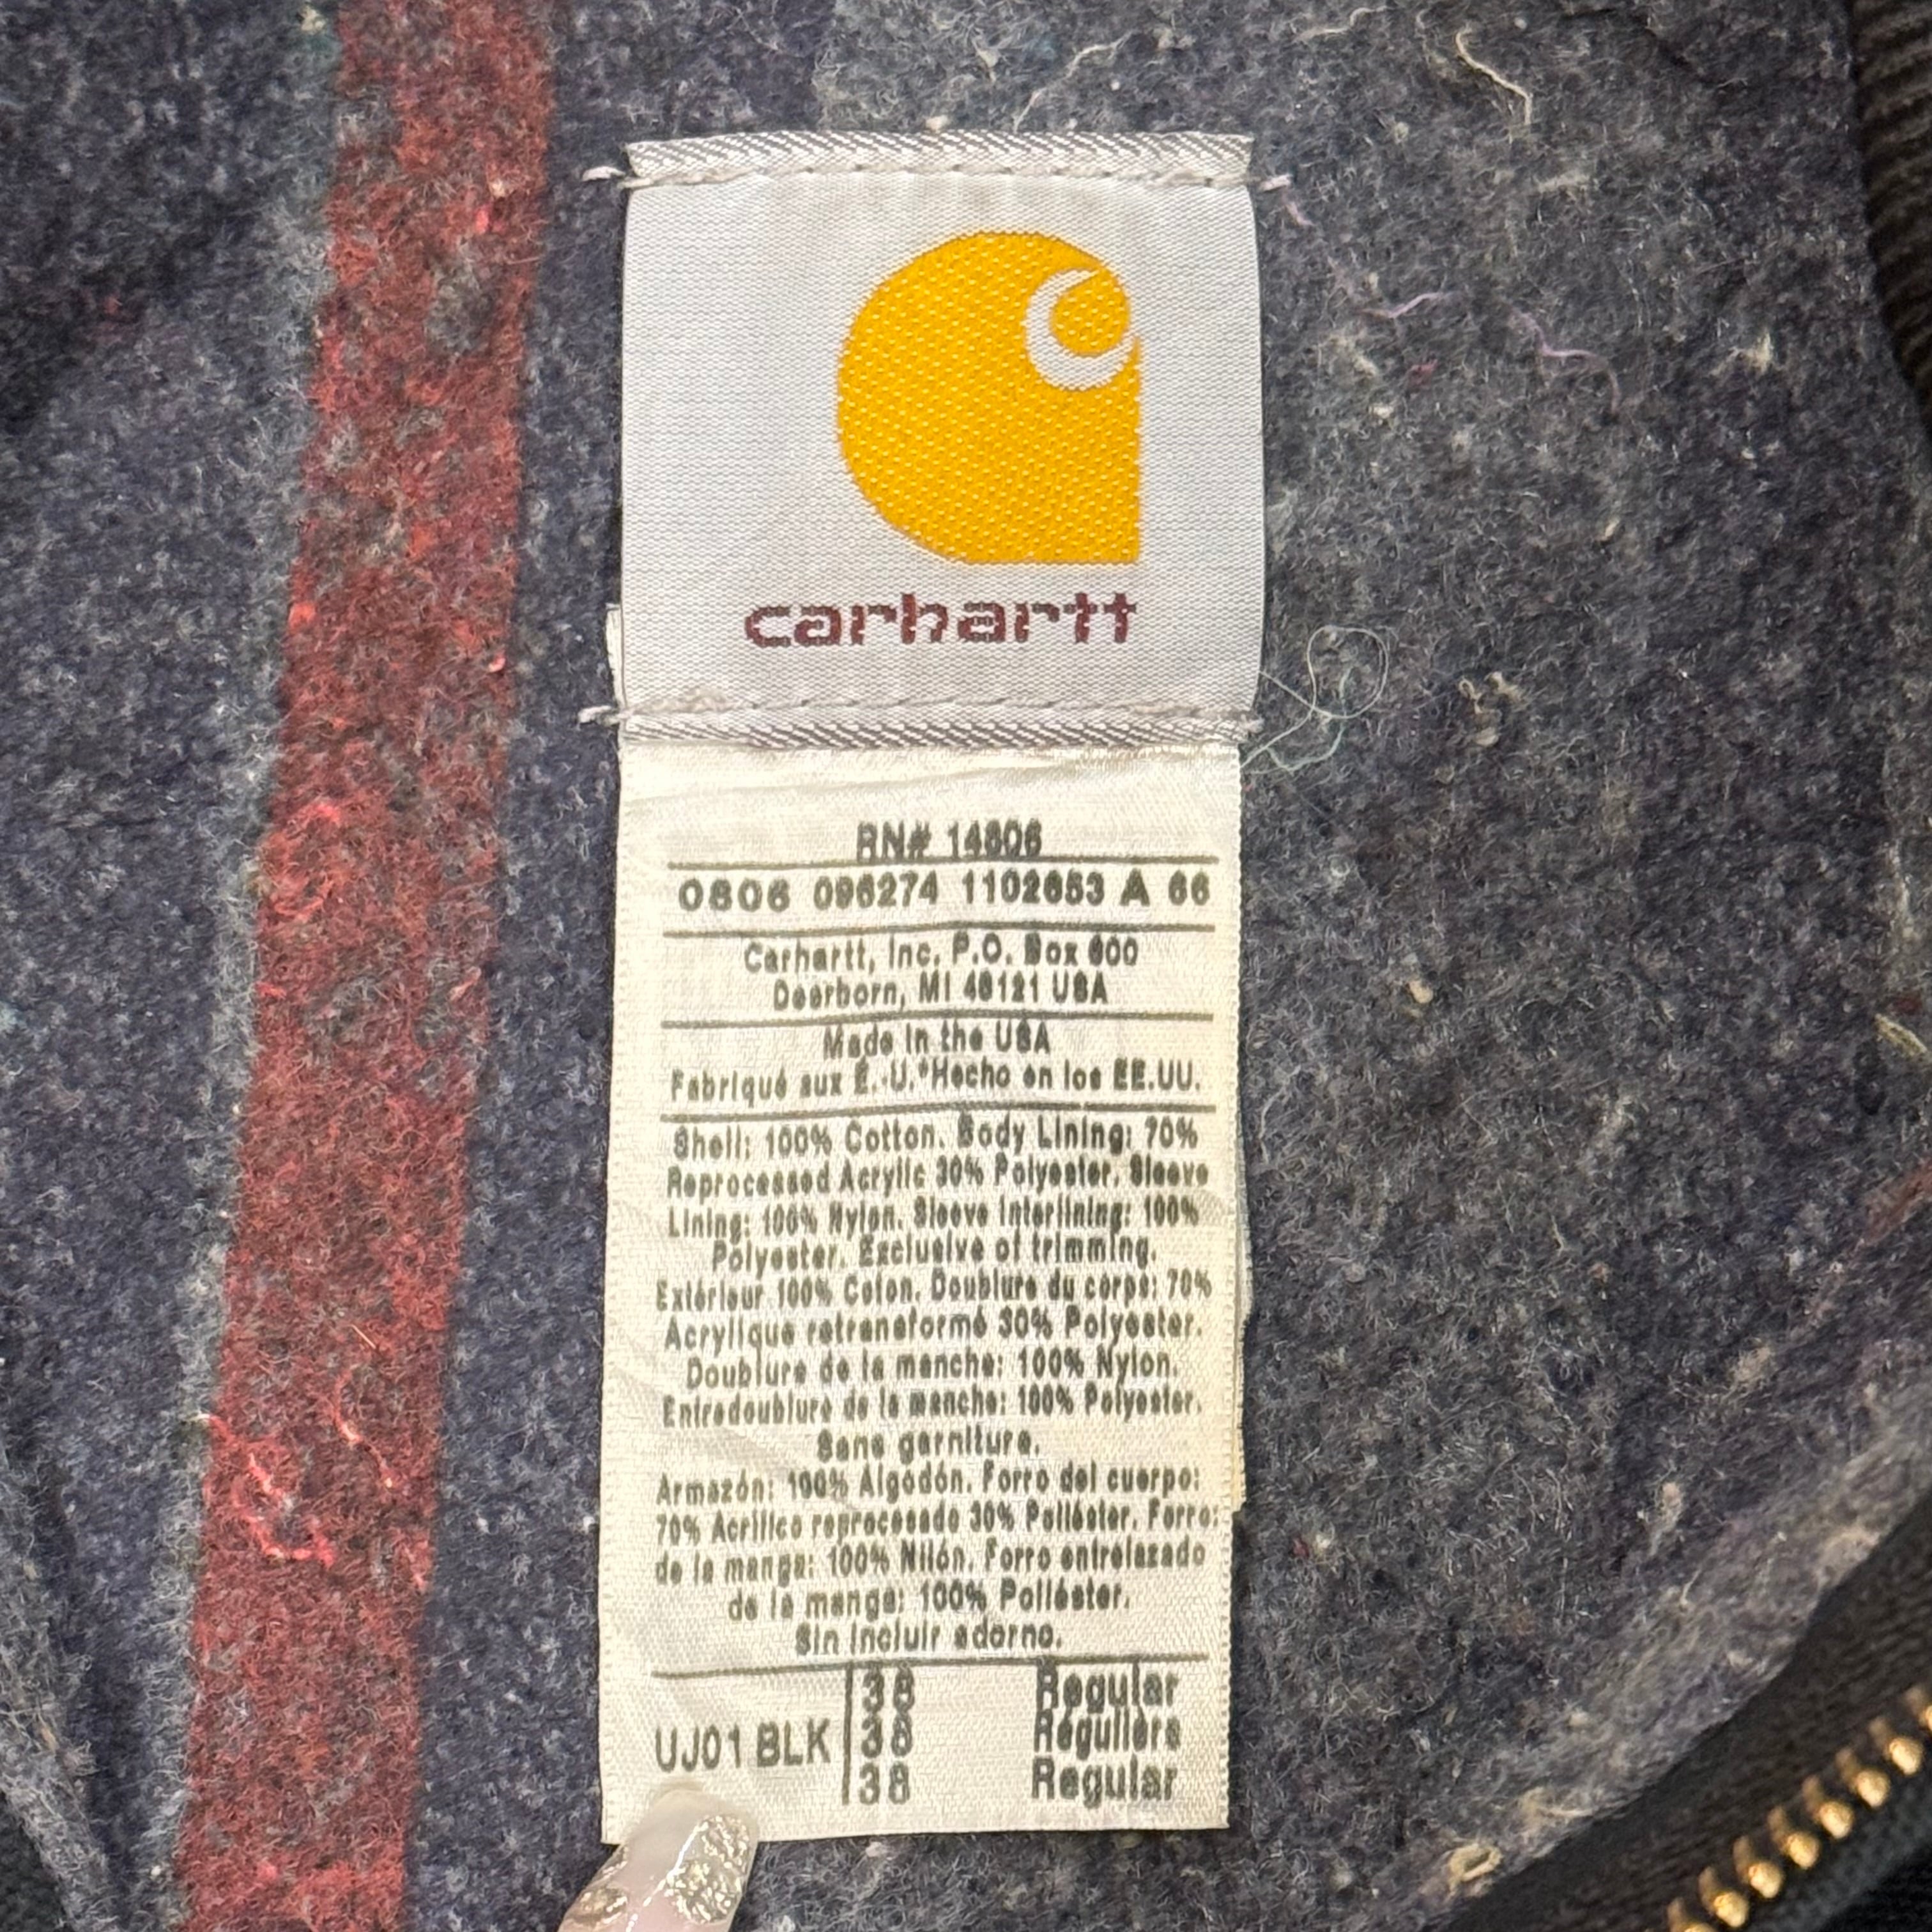 carhartt
RN# 14806
0806 096274 1102653 A 66
Carhartt, Inc. P.O. Box 600
Dearborn, MI 48121 USA
Made in the USA
Fabriqué aux É.-U.*Hecho en los EE.UU.
Shell: 100% Cotton. Body Lining: 70%
Reprocessed Acrylic 30% Polyester. Sleeve
Lining: 100% Nylon. Sleeve Interlining: 100%
Polyester. Exclusive of trimming.
Extérieur 100% Coton. Doublure du corps: 70%
Acrylique retransformé 30% Polyester.
Doublure de la manche: 100% Nylon.
Entredoublure de la manche: 100% Polyester.
Sans garniture.
Armazón: 100% Algodón. Forro del cuerpo:
70% Acrílico reprocesado 30% Poliéster. Forro:
de la manga: 100% Nilón. Forro entrelazado
de la manga: 100% Poliéster.
Sin incluir adorno.
38 Regular
38 Régulière
UJ01 BLK
38 Regular